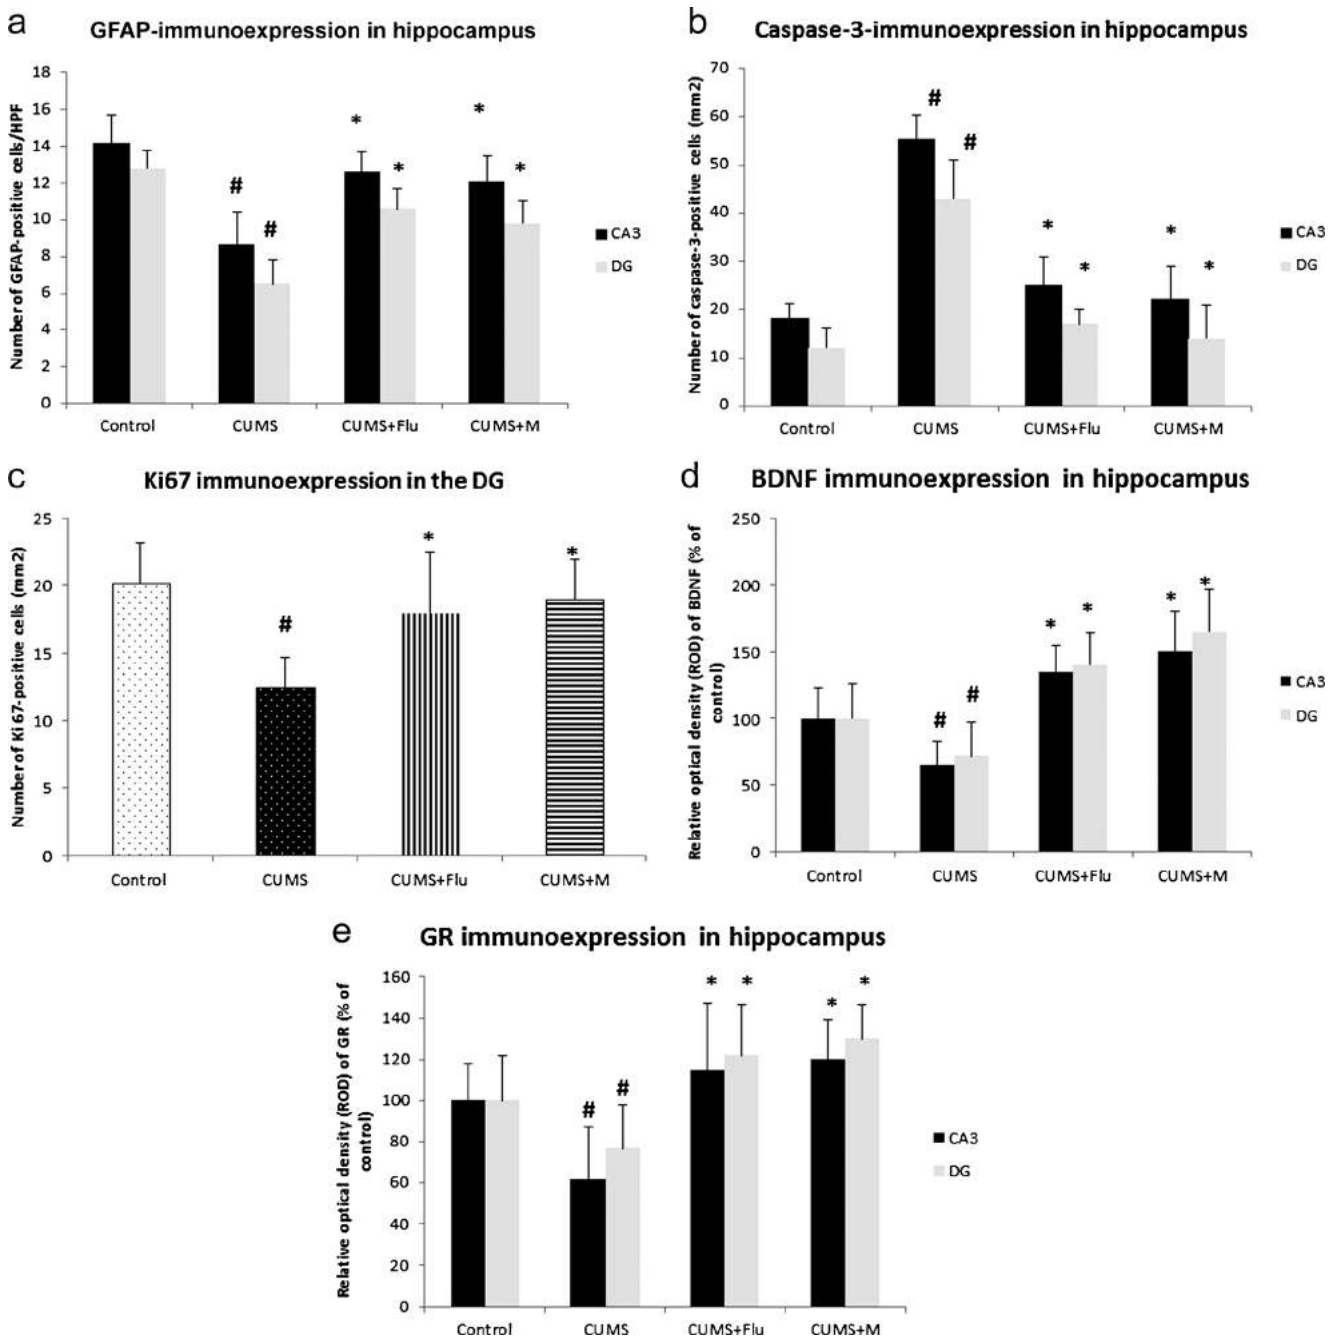 a
GFAP-immunoexpression in hippocampus
Number of GFAP-positive cells/HPF
18
16
14
12
10
8
6
4
2
0
*
*
*
*
#
#
Control
CUMS
CUMS+Flu
CUMS+M
CA3
DG
b
Caspase-3-immunoexpression in hippocampus
Number of caspase-3-positive cells (mm2)
70
60
50
40
30
20
10
0
#
#
*
*
*
*
Control
CUMS
CUMS+Flu
CUMS+M
CA3
DG
c
Ki67 immunoexpression in the DG
Number of Ki 67-positive cells (mm2)
25
20
15
10
5
0
#
*
*
Control
CUMS
CUMS+Flu
CUMS+M
d
BDNF immunoexpression in hippocampus
Relative optical density (ROD) of BDNF (% of
control)
250
200
150
100
50
0
#
#
*
*
*
*
Control
CUMS
CUMS+Flu
CUMS+M
CA3
DG
e
GR immunoexpression in hippocampus
Relative optical density (ROD) of GR (% of
control)
160
140
120
100
80
60
40
20
0
#
#
*
*
*
*
Control
CUMS
CUMS+Flu
CUMS+M
CA3
DG